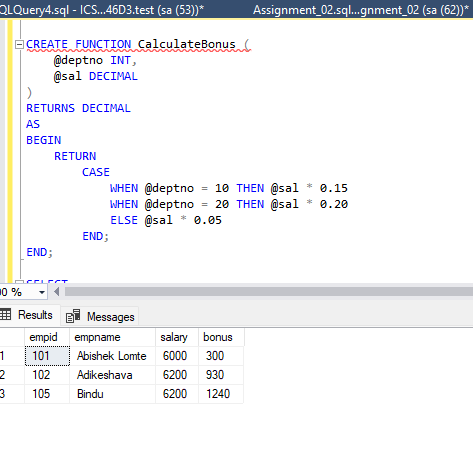 QLQuery4.sql - ICS...46D3.test (sa (53))* Assignment_02.sql...gnment_02 (sa (62))*
CREATE FUNCTION CalculateBonus (
@deptno INT,
@sal DECIMAL
)
RETURNS DECIMAL
AS
BEGIN
RETURN
CASE
WHEN @deptno = 10 THEN @sal * 0.15
WHEN @deptno = 20 THEN @sal * 0.20
ELSE @sal * 0.05
END;
END;
SELECT
00 %
Results Messages
empid empname salary bonus
1 101 Abishek Lomte 6000 300
2 102 Adikeshava 6200 930
3 105 Bindu 6200 1240